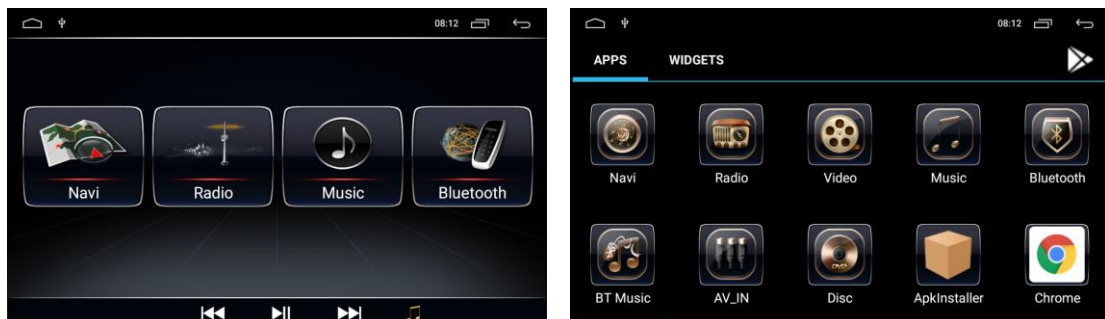 08:12
Navi Radio Music Bluetooth
08:12
APPS WIDGETS
Navi Radio Video Music Bluetooth
DVD
BT Music AV_IN Disc ApkInstaller Chrome